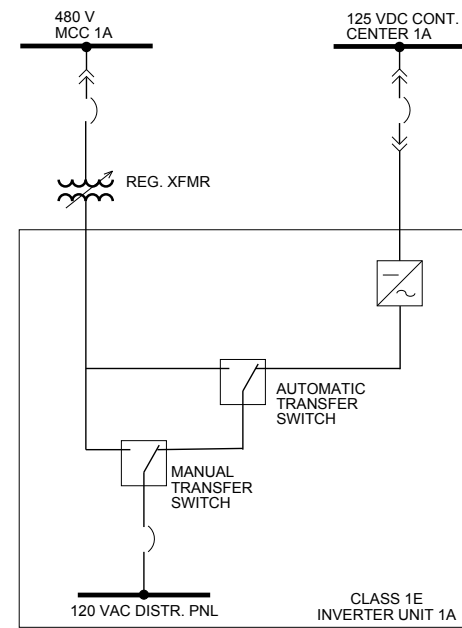 480 V
MCC 1A
125 VDC CONT.
CENTER 1A
REG. XFMR
AUTOMATIC
TRANSFER
SWITCH
MANUAL
TRANSFER
SWITCH
120 VAC DISTR. PNL
CLASS 1E
INVERTER UNIT 1A